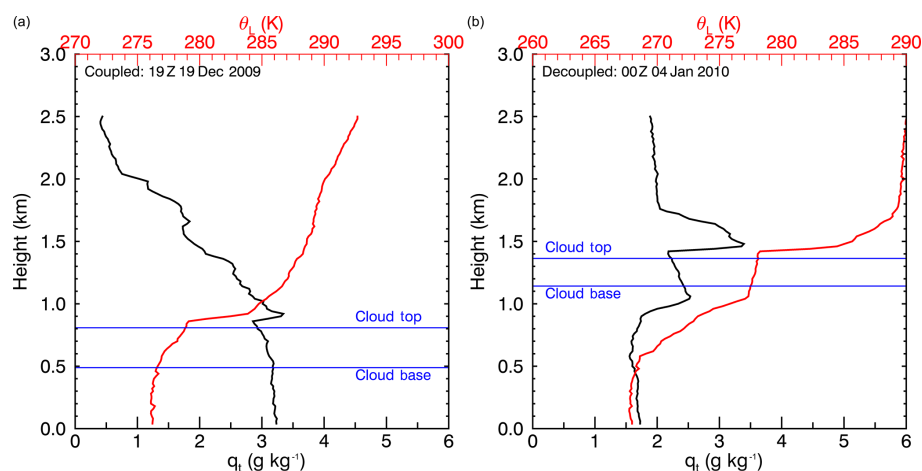 (a)
θL (K)
270 275 280 285 290 295 300
Coupled: 19 Z 19 Dec 2009
Height (km)
2.5
2.0
1.5
1.0
0.5
0.0
Cloud top
Cloud base
0 1 2 3 4 5 6
qt (g kg-1)
(b)
θL (K)
260 265 270 275 280 285 290
Decoupled: 00 Z 04 Jan 2010
Height (km)
2.5
2.0
1.5
1.0
0.5
0.0
Cloud top
Cloud base
0 1 2 3 4 5 6
qt (g kg-1)